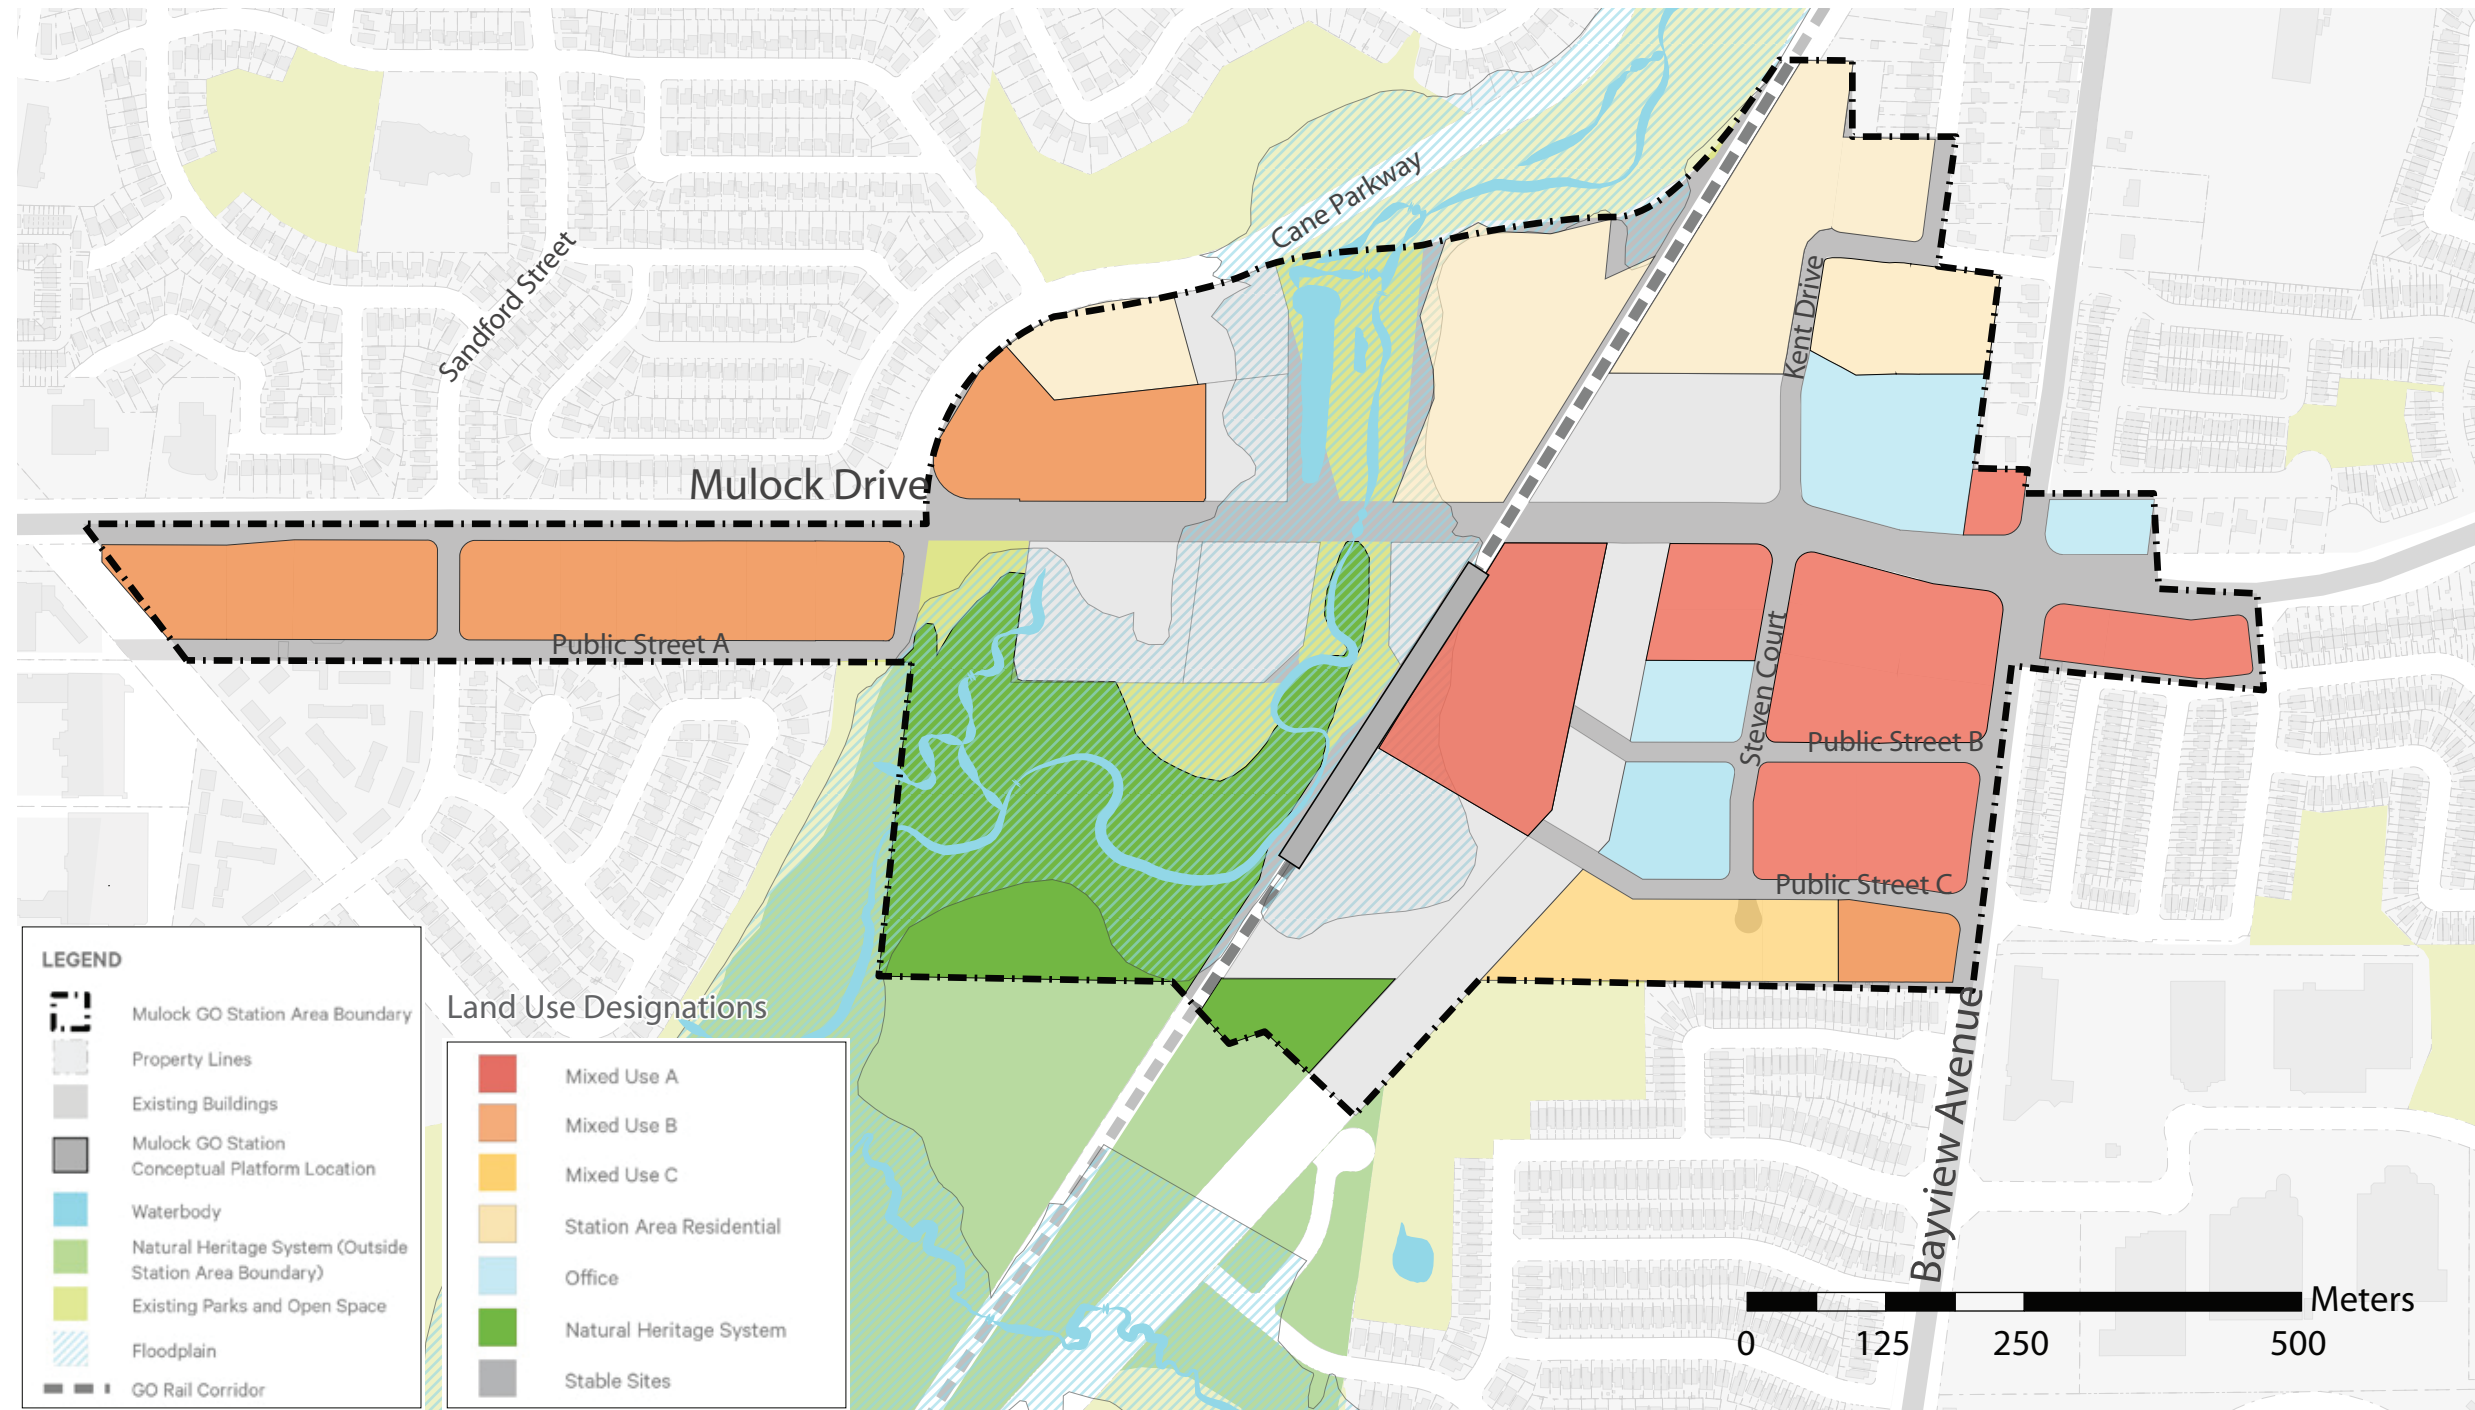 Cane Parkway
Sandford Street
Kent Drive
Mulock Drive
Public Street A
Steven Court
Public Street B
Public Street C
Bayview Avenue
LEGEND
Mulock GO Station Area Boundary
Property Lines
Existing Buildings
Mulock GO Station
Conceptual Platform Location
Waterbody
Natural Heritage System (Outside
Station Area Boundary)
Existing Parks and Open Space
Floodplain
GO Rail Corridor
Land Use Designations
Mixed Use A
Mixed Use B
Mixed Use C
Station Area Residential
Office
Natural Heritage System
Stable Sites
Meters
0 125 250 500